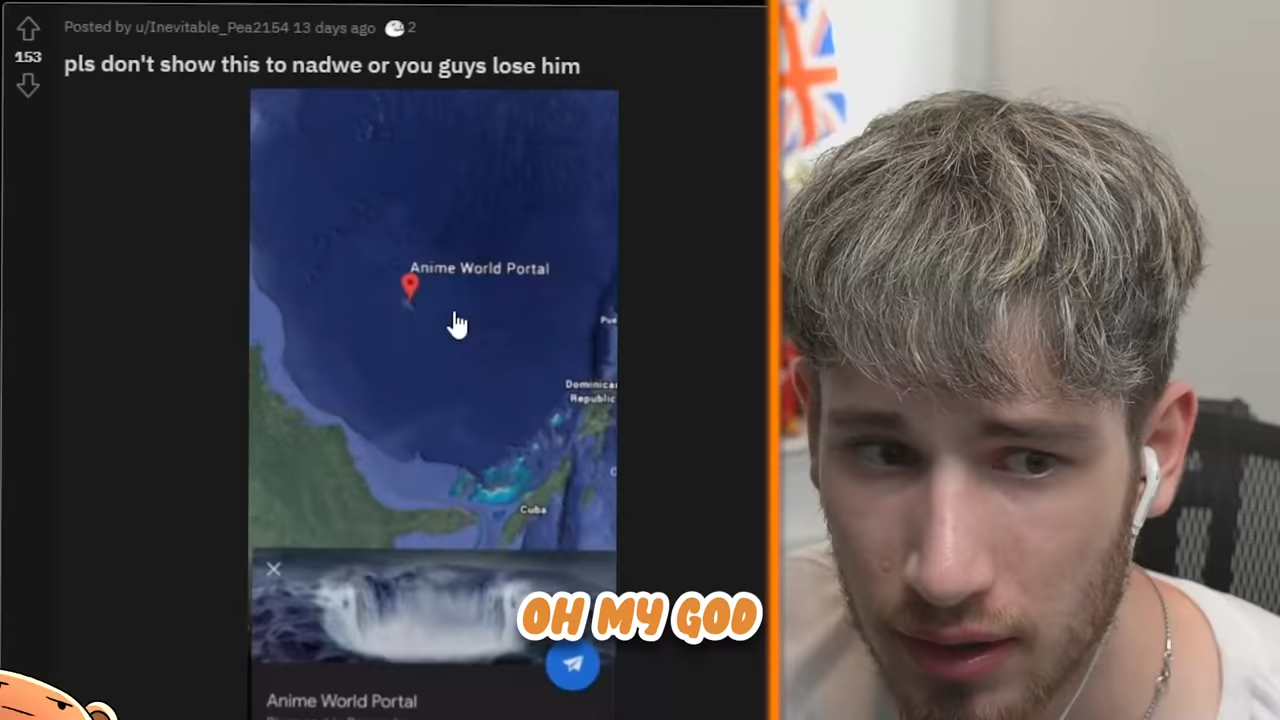 Posted by u/Inevitable_Pea2154 13 days ago 2
153
pls don't show this to nadwe or you guys lose him
Anime World Portal
Dominican
Republic
Cuba
OH MY GOD
Anime World Portal